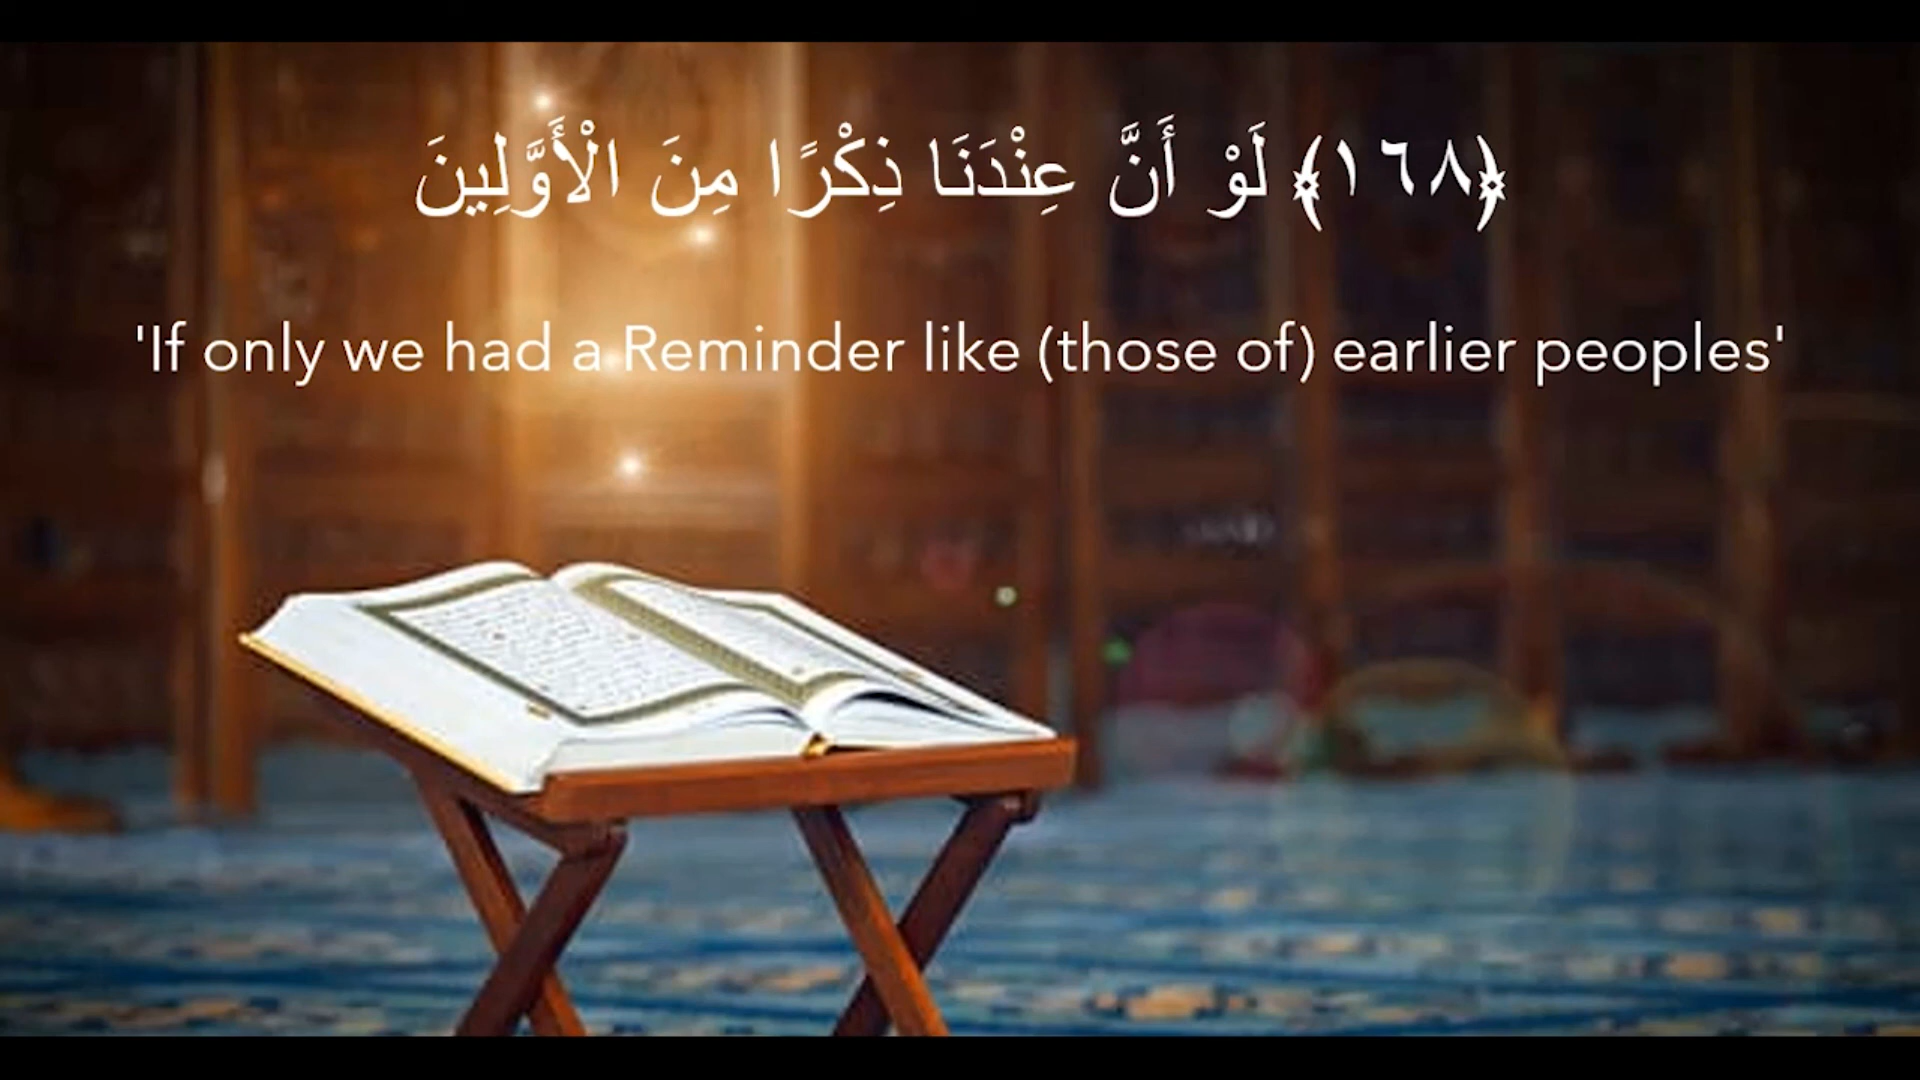 ﴿١٦٨﴾ لَوْ أَنَّ عِنْدَنَا ذِكْرًا مِنَ الْأَوَّلِينَ
'If only we had a Reminder like (those of) earlier peoples'